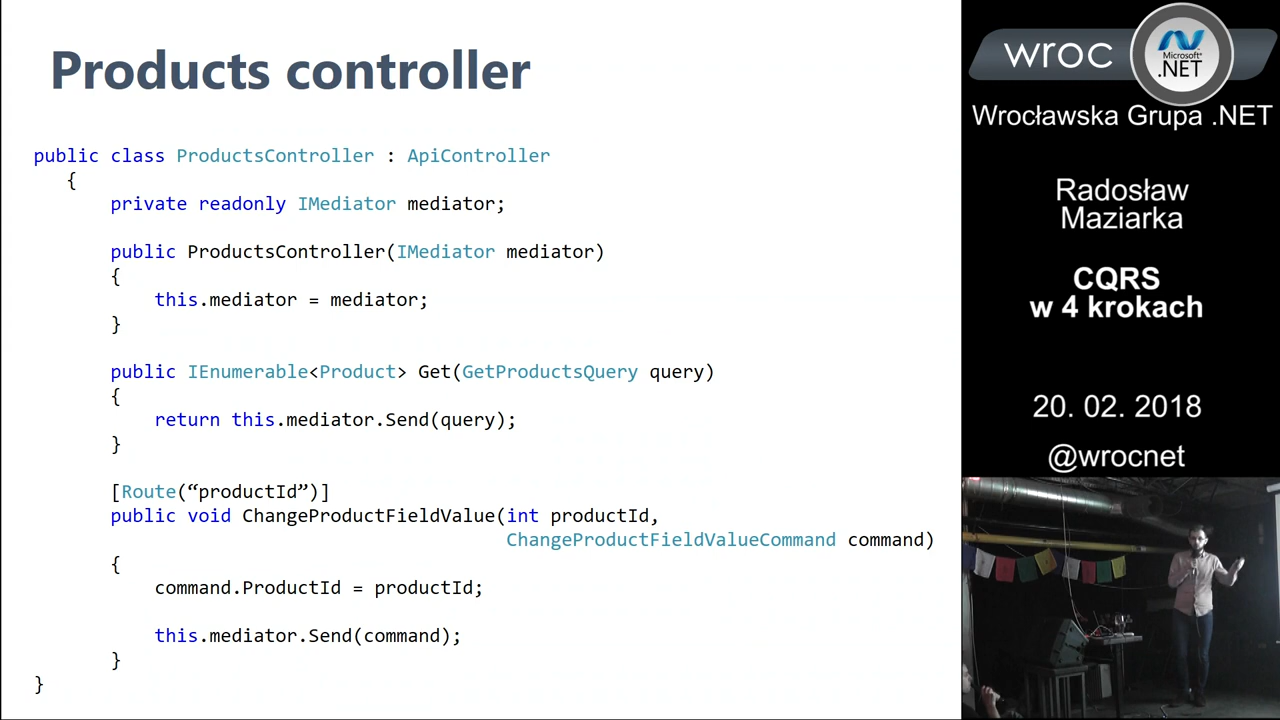 Products controller
public class ProductsController : ApiController
{
private readonly IMediator mediator;
public ProductsController(IMediator mediator)
{
this.mediator = mediator;
}
public IEnumerable<Product> Get(GetProductsQuery query)
{
return this.mediator.Send(query);
}
[Route(“productId”)]
public void ChangeProductFieldValue(int productId,
ChangeProductFieldValueCommand command)
{
command.ProductId = productId;
this.mediator.Send(command);
}
}
wroc
Microsoft®
.NET
Wrocławska Grupa .NET
Radosław
Maziarka
CQRS
w 4 krokach
20. 02. 2018
@wrocnet